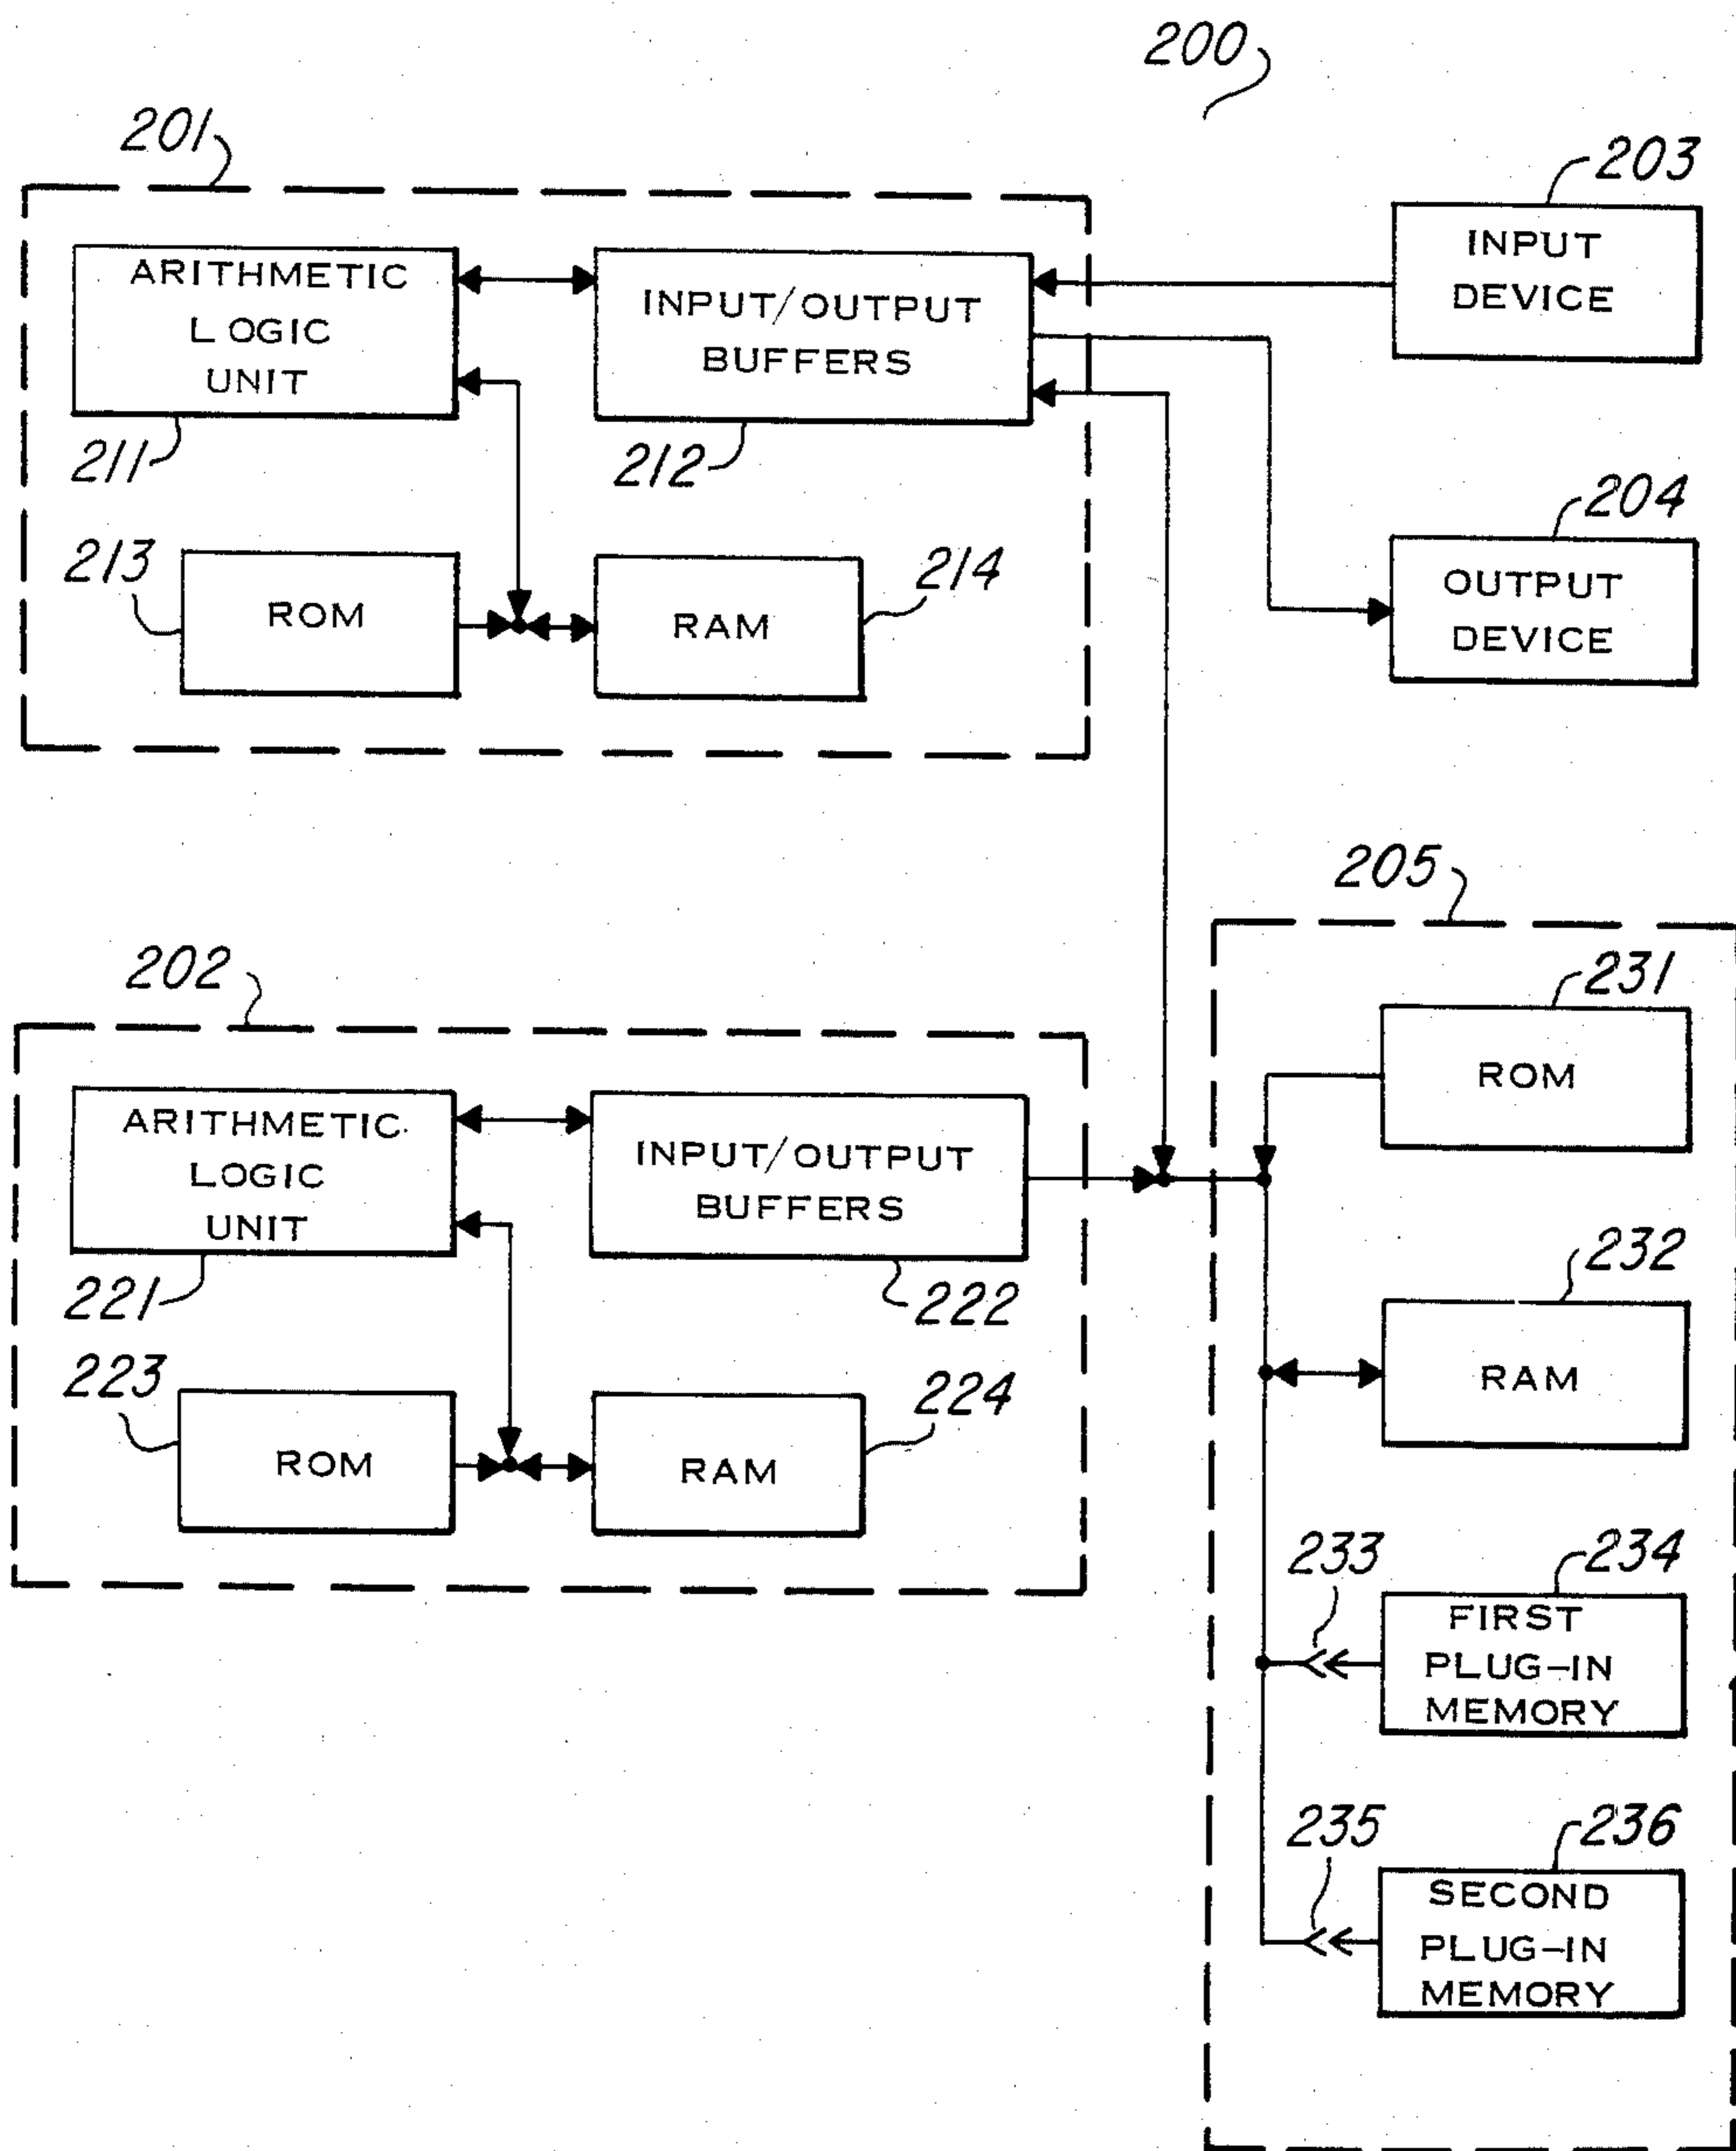 200
201
203
INPUT
DEVICE
ARITHMETIC
LOGIC
UNIT
INPUT/OUTPUT
BUFFERS
211
212
204
OUTPUT
DEVICE
213
ROM
RAM
214
205
202
231
ROM
ARITHMETIC
LOGIC
UNIT
INPUT/OUTPUT
BUFFERS
221
222
232
RAM
223
ROM
RAM
224
233
234
FIRST
PLUG-IN
MEMORY
235
236
SECOND
PLUG-IN
MEMORY